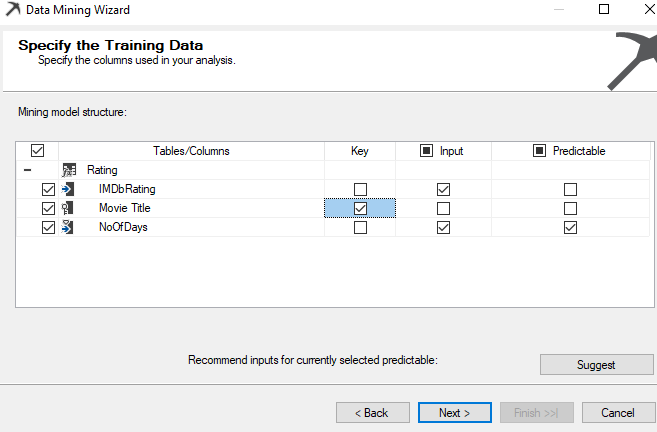 Data Mining Wizard
Specify the Training Data
Specify the columns used in your analysis.
Mining model structure:
Tables/Columns Key Input Predictable
Rating
IMDbRating
Movie Title
NoOfDays
Recommend inputs for currently selected predictable:
Suggest
< Back Next > Finish >>| Cancel